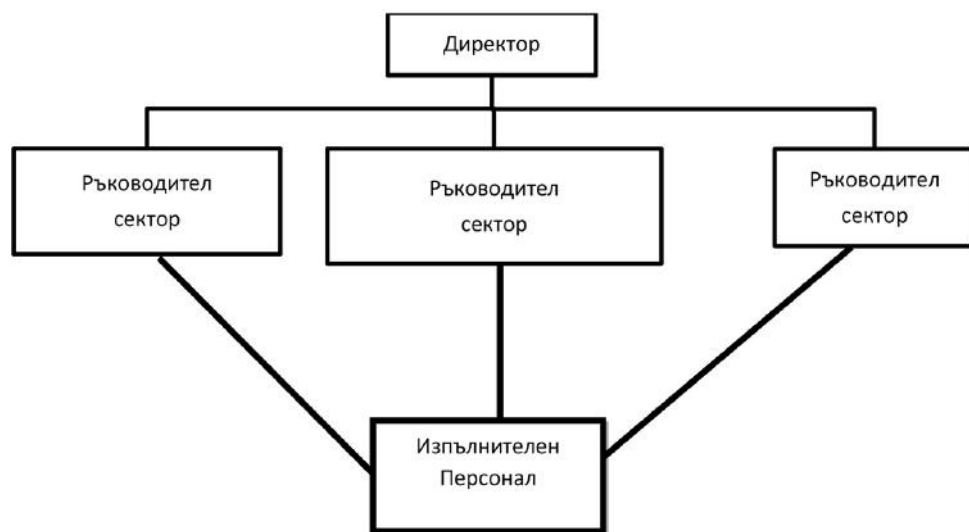 Директор
Ръководител
сектор
Ръководител
сектор
Ръководител
сектор
Изпълнителен
Персонал